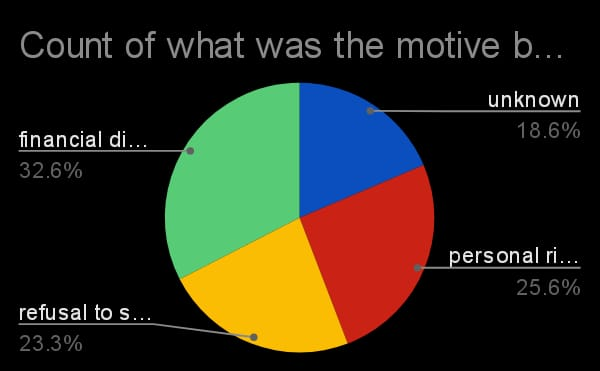 Count of what was the motive b…
unknown
18.6%
financial di…
32.6%
personal ri…
25.6%
refusal to s…
23.3%